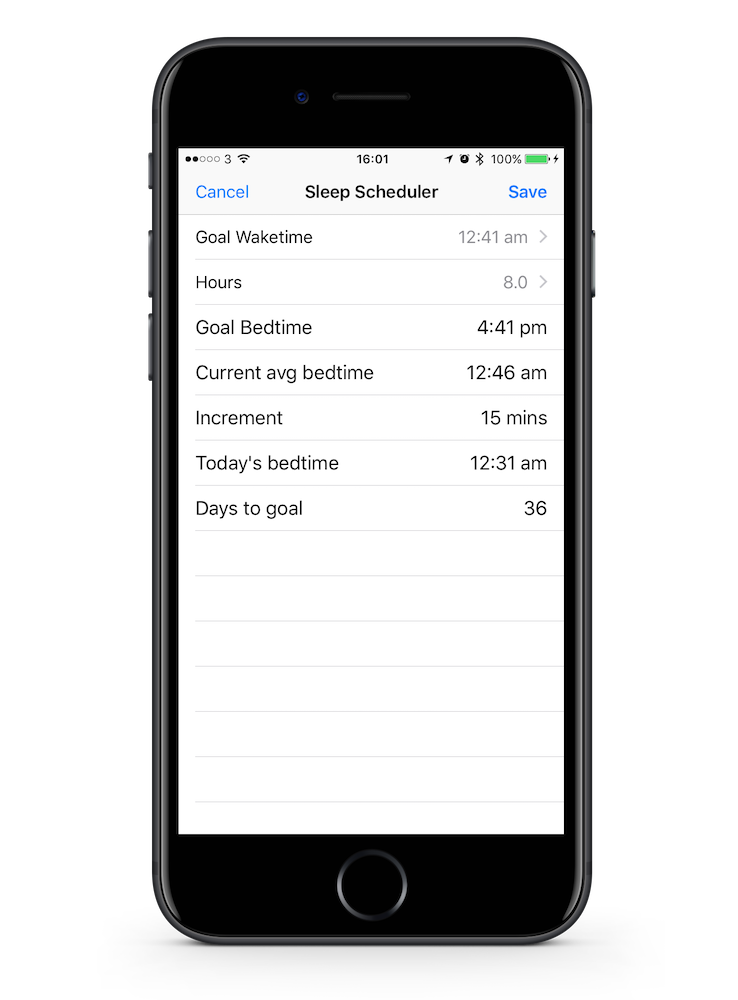 3 16:01 100%
Cancel Sleep Scheduler Save
Goal Waketime 12:41 am
Hours 8.0
Goal Bedtime 4:41 pm
Current avg bedtime 12:46 am
Increment 15 mins
Today's bedtime 12:31 am
Days to goal 36